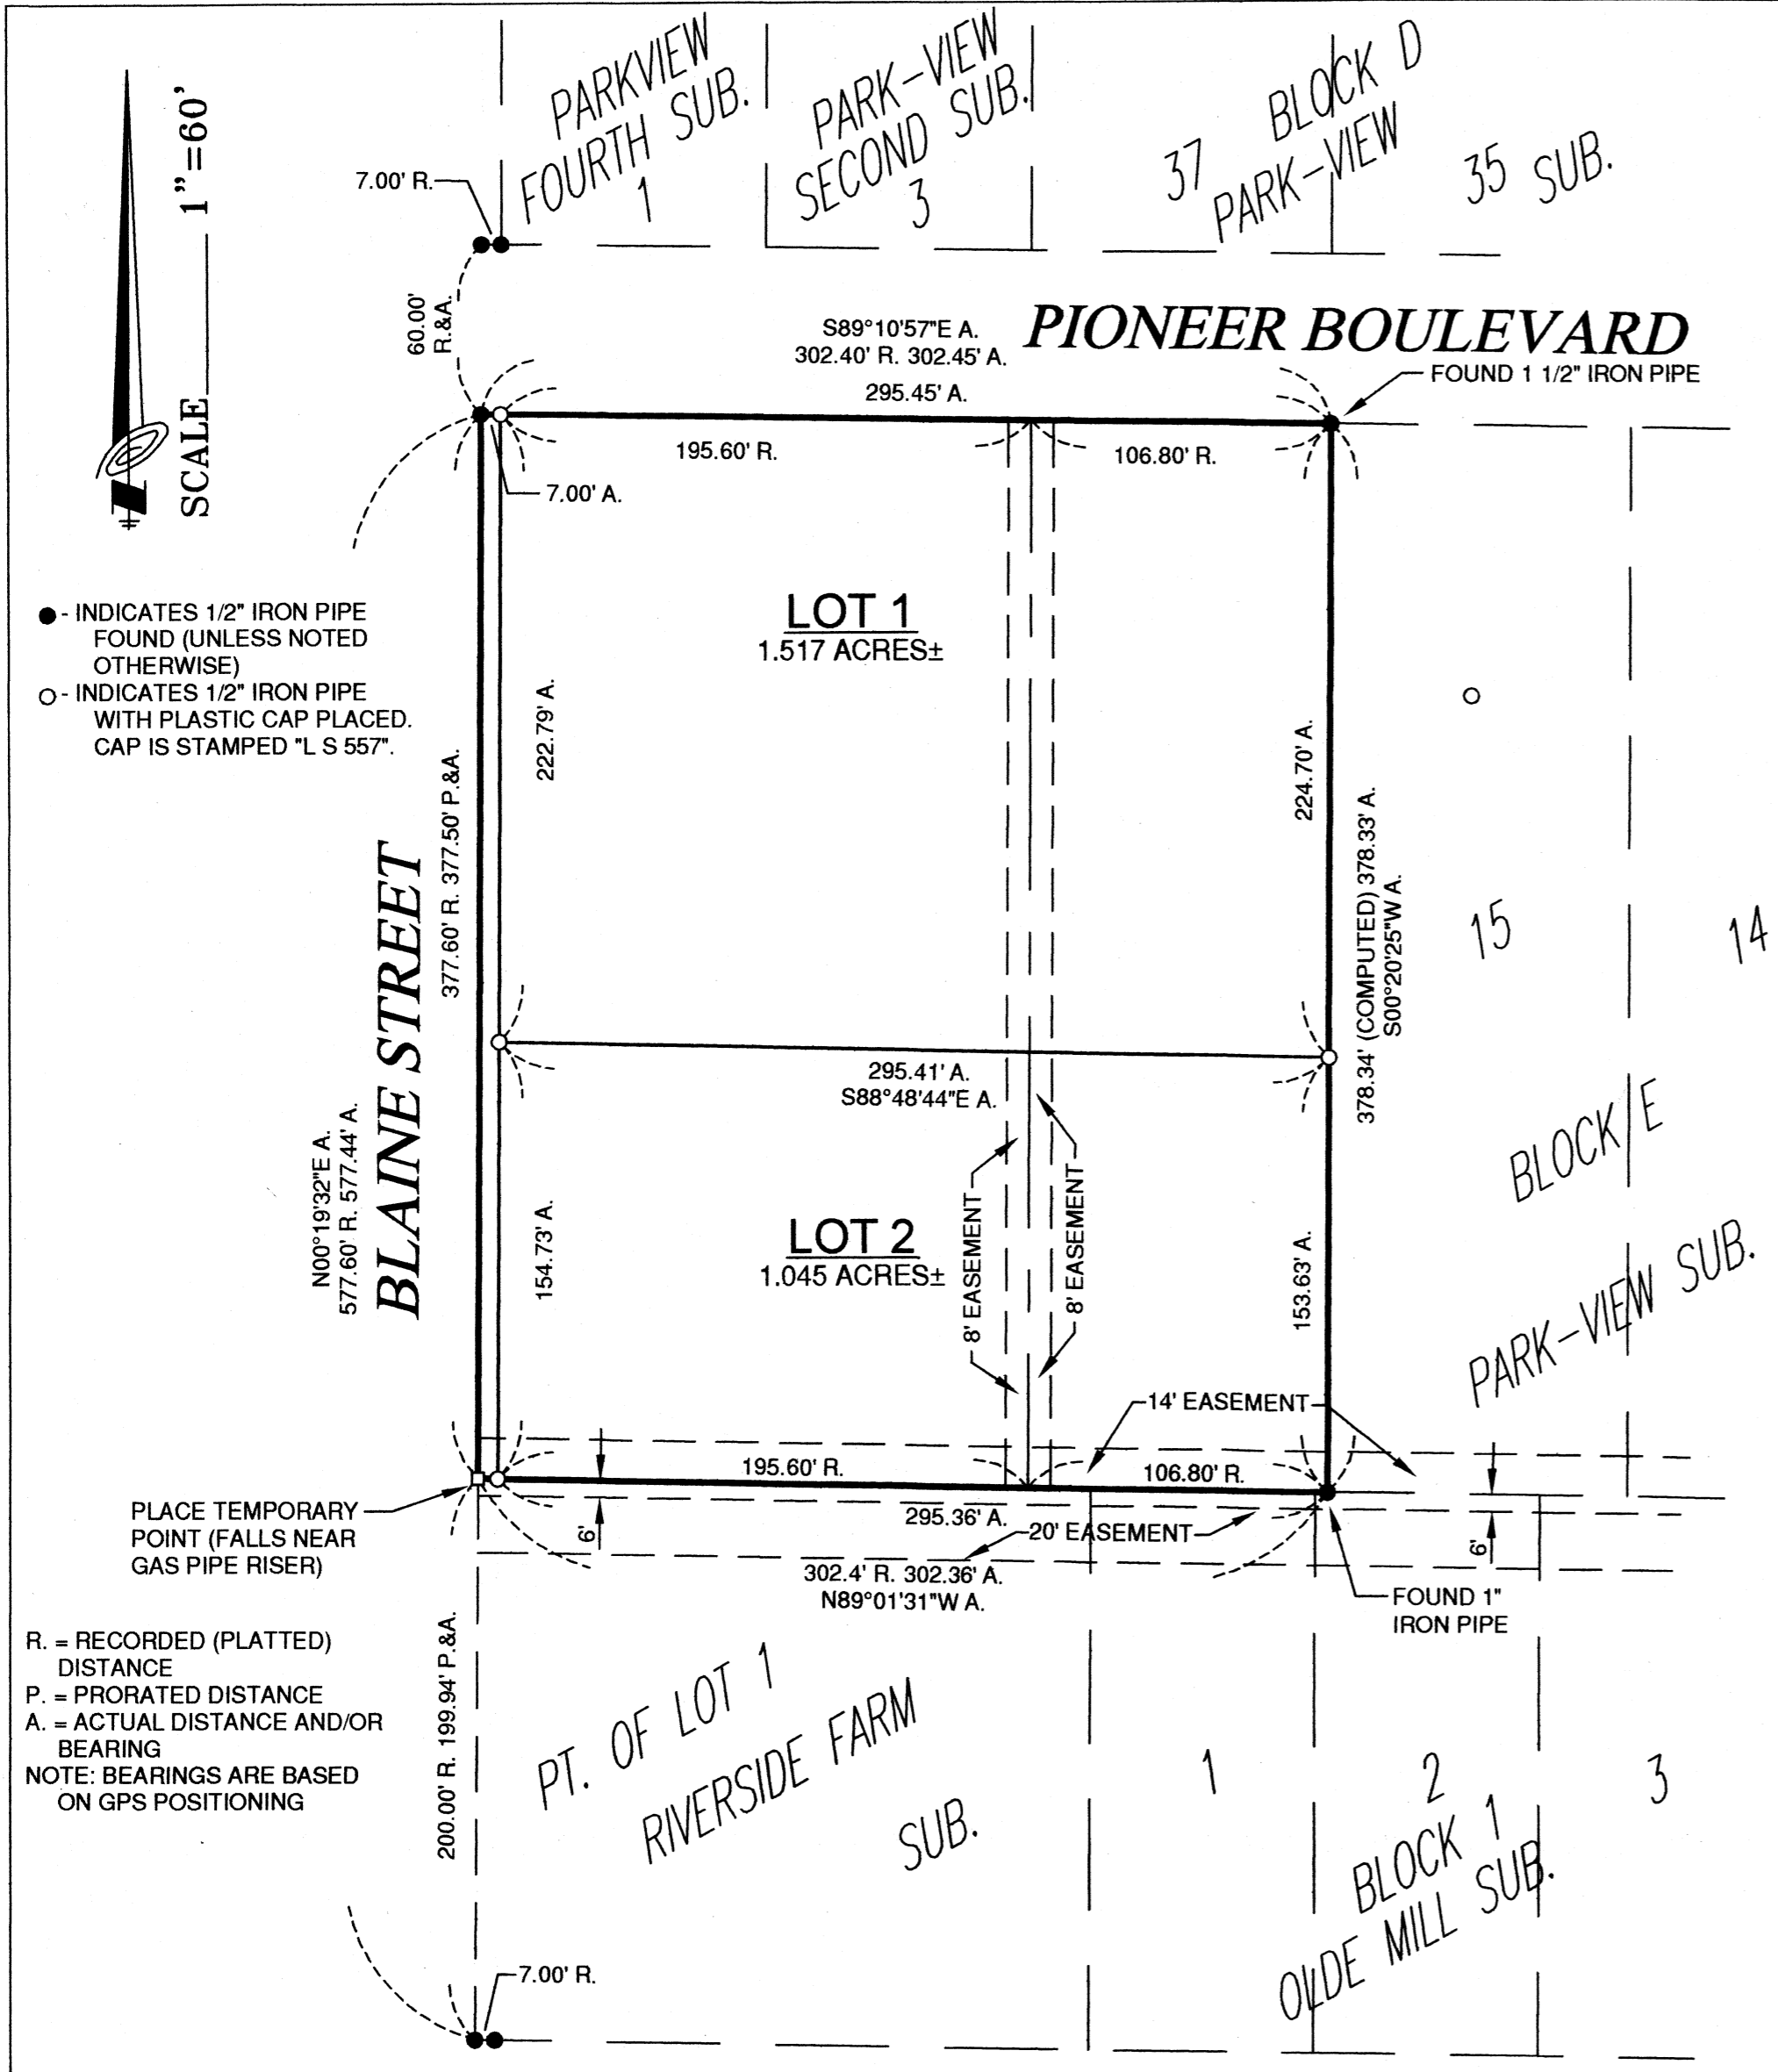 PARKVIEW
FOURTH SUB.
1
PARK-VIEW
SECOND SUB.
3
37
BLOCK D
PARK-VIEW
35
SUB.
SCALE 1"=60'
7.00' R.
60.00'
R.&A.
S89°10'57"E A.
302.40' R. 302.45' A.
295.45' A.
PIONEER BOULEVARD
FOUND 1 1/2" IRON PIPE
195.60' R.
106.80' R.
7.00' A.
- INDICATES 1/2" IRON PIPE
FOUND (UNLESS NOTED
OTHERWISE)
- INDICATES 1/2" IRON PIPE
WITH PLASTIC CAP PLACED.
CAP IS STAMPED "L S 557".
LOT 1
1.517 ACRES±
222.79' A.
377.60' R. 377.50' P.&A.
224.70' A.
378.34' (COMPUTED) 378.33' A.
S00°20'25"W A.
15
14
BLAINE STREET
N00°19'32"E A.
577.60' R. 577.44' A.
295.41' A.
S88°48'44"E A.
8' EASEMENT
8' EASEMENT
LOT 2
1.045 ACRES±
154.73' A.
153.63' A.
BLOCK E
PARK-VIEW SUB.
14' EASEMENT
195.60' R.
106.80' R.
PLACE TEMPORARY
POINT (FALLS NEAR
GAS PIPE RISER)
6'
295.36' A.
20' EASEMENT
6'
302.4' R. 302.36' A.
N89°01'31"W A.
FOUND 1"
IRON PIPE
R. = RECORDED (PLATTED)
DISTANCE
P. = PRORATED DISTANCE
A. = ACTUAL DISTANCE AND/OR
BEARING
NOTE: BEARINGS ARE BASED
ON GPS POSITIONING
200.00' R. 199.94' P.&A.
PT. OF LOT 1
RIVERSIDE FARM
SUB.
1
2
3
BLOCK 1
OLDE MILL SUB.
7.00' R.